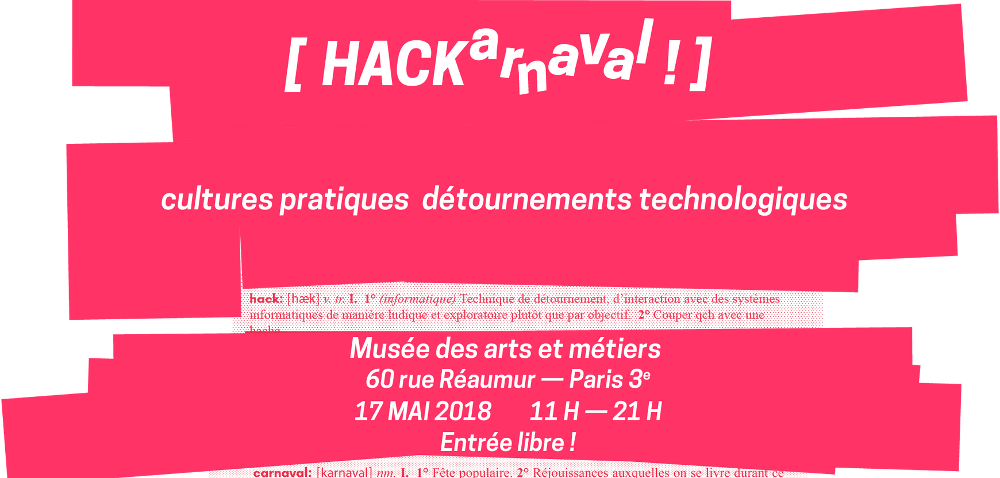 [ HACKarnaval ! ]
cultures pratiques détournements technologiques
hack: [hæk] v. tr. I. 1° (informatique) Technique de détournement, d'interaction avec des systèmes
informatiques de manière ludique et exploratoire plutôt que par objectif. 2° Couper qch avec une
hache
Musée des arts et métiers
60 rue Réaumur — Paris 3e
17 MAI 2018 11 H — 21 H
Entrée libre !
carnaval: [karnaval] nm. I. 1° Fête populaire. 2° Réjouissances auxquelles on se livre durant ce